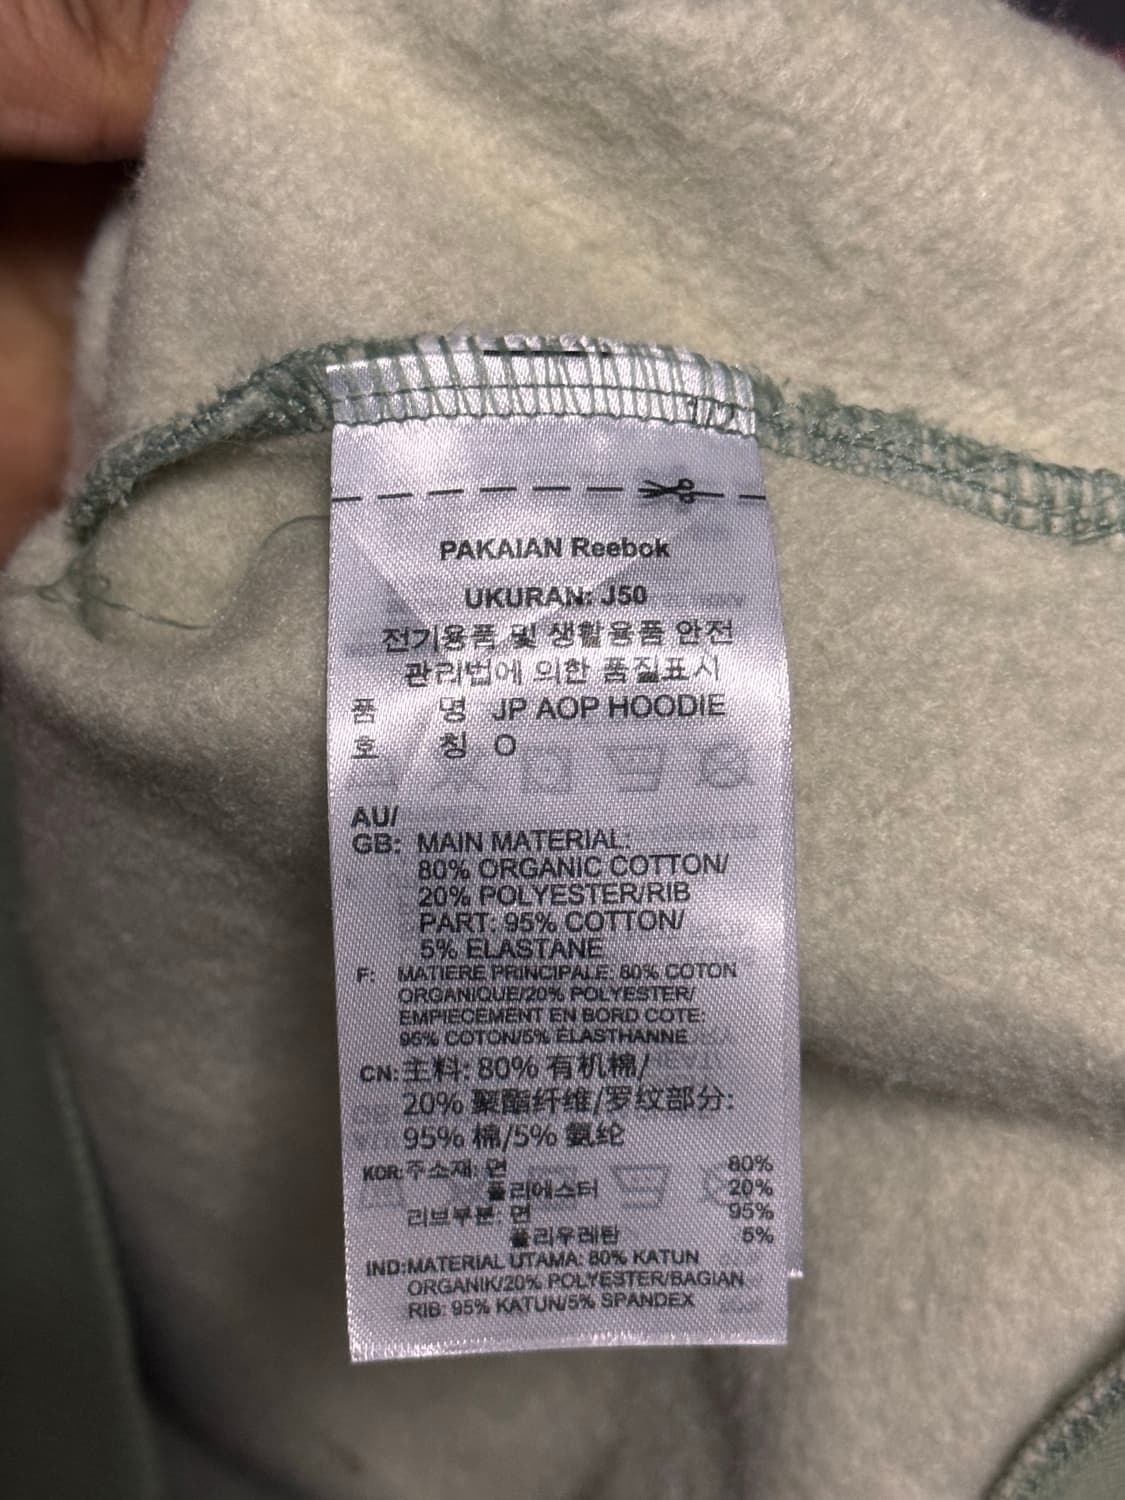 PAKAIAN Reebok
UKURAN: J50
전기용품 및 생활용품 안전
관리법에 의한 품질표시
품 명 JP AOP HOODIE
호 칭 O
AU/
GB: MAIN MATERIAL:
80% ORGANIC COTTON/
20% POLYESTER/RIB
PART: 95% COTTON/
5% ELASTANE
F: MATIERE PRINCIPALE: 80% COTON
ORGANIQUE/20% POLYESTER/
EMPIECEMENT EN BORD COTE:
95% COTON/5% ELASTHANNE
CN: 主料: 80% 有机棉/
20% 聚酯纤维/罗纹部分:
95% 棉/5% 氨纶
KOR: 주소재: 면 80%
폴리에스터 20%
리브부분: 면 95%
폴리우레탄 5%
IND: MATERIAL UTAMA: 80% KATUN
ORGANIK/20% POLYESTER/BAGIAN
RIB: 95% KATUN/5% SPANDEX